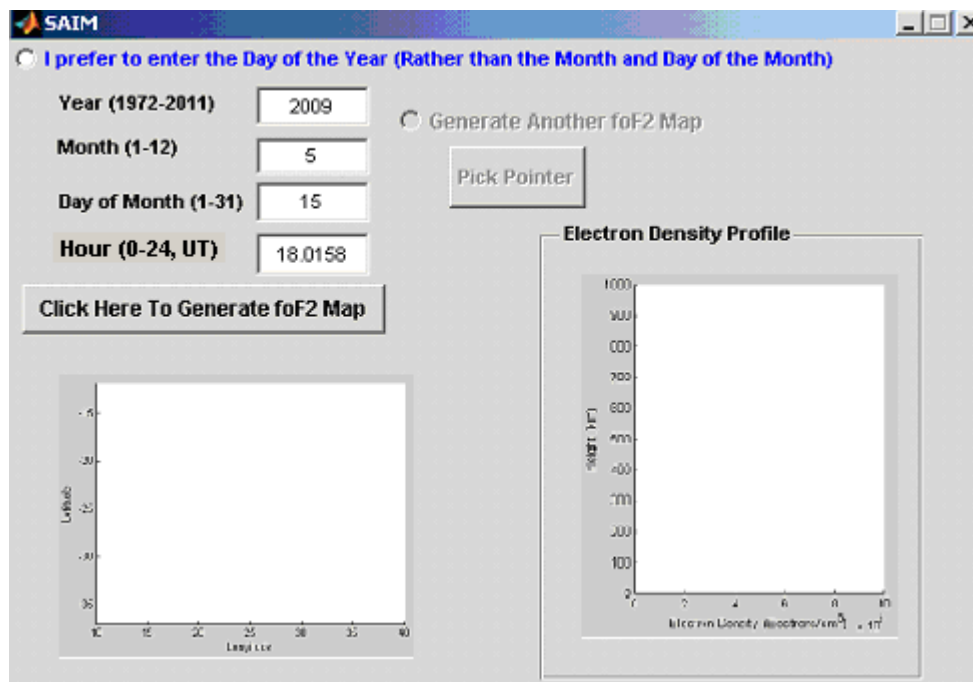 SAIM
I prefer to enter the Day of the Year (Rather than the Month and Day of the Month)
Year (1972-2011)
2009
Generate Another foF2 Map
Month (1-12)
5
Pick Pointer
Day of Month (1-31)
15
Hour (0-24, UT)
18.0158
Click Here To Generate foF2 Map
Electron Density Profile
1000
700
600
100
0
Latitude
15
20
25
30
35
40
2
4
6
8
10